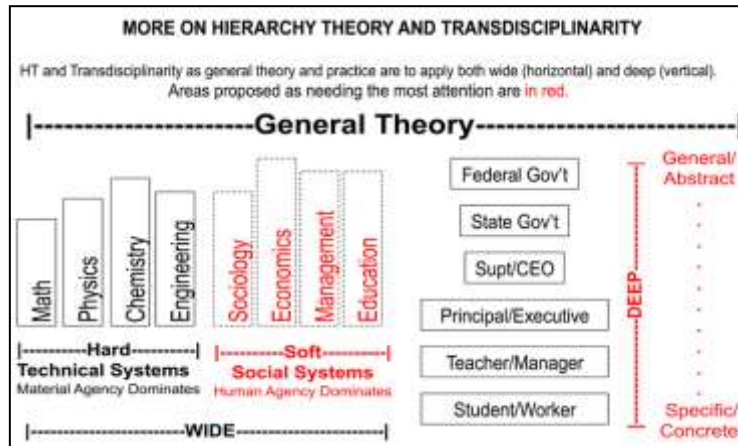 MORE ON HIERARCHY THEORY AND TRANSDISCIPLINARITY
HT and Transdisciplinarity as general theory and practice are to apply both wide (horizontal) and deep (vertical).
Areas proposed as needing the most attention are in red.
|----------------------General Theory--------------------------|
Math
Physics
Chemistry
Engineering
Sociology
Economics
Management
Education
|---------Hard---------|
Technical Systems
Material Agency Dominates
|---------Soft---------|
Social Systems
Human Agency Dominates
|--------------------WIDE--------------------|
Federal Gov't
State Gov't
Supt/CEO
Principal/Executive
Teacher/Manager
Student/Worker
|-----------DEEP-----------|
General/
Abstract
Specific/
Concrete